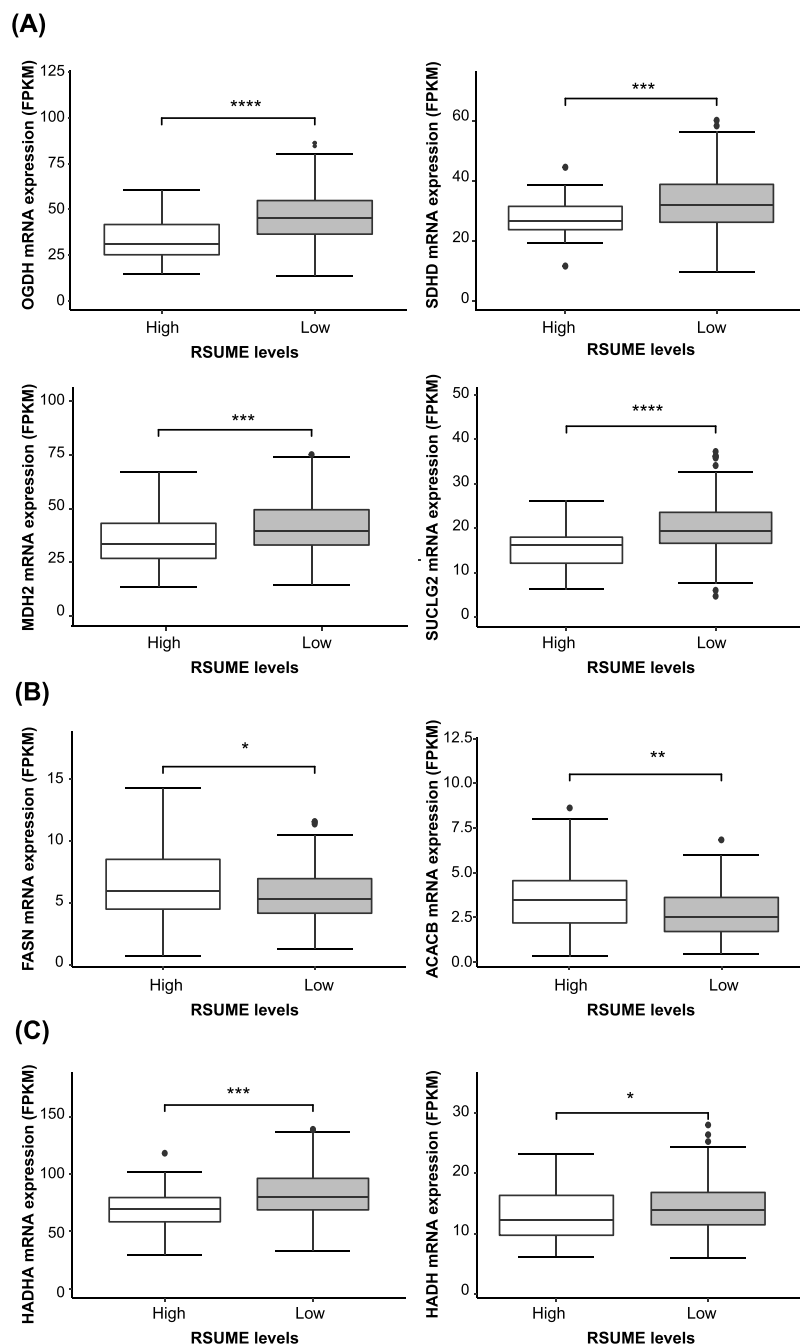 (A)
OGDH mRNA expression (FPKM)
125
100
75
50
25
0
****
High
Low
RSUME levels
SDHD mRNA expression (FPKM)
60
40
20
0
***
High
Low
RSUME levels
MDH2 mRNA expression (FPKM)
100
75
50
25
0
***
High
Low
RSUME levels
SUCLG2 mRNA expression (FPKM)
50
40
30
20
10
0
****
High
Low
RSUME levels
(B)
FASN mRNA expression (FPKM)
15
10
5
0
*
High
Low
RSUME levels
ACACB mRNA expression (FPKM)
12.5
10.0
7.5
5.0
2.5
0.0
**
High
Low
RSUME levels
(C)
HADHA mRNA expression (FPKM)
150
100
50
0
***
High
Low
RSUME levels
HADH mRNA expression (FPKM)
30
20
10
0
*
High
Low
RSUME levels